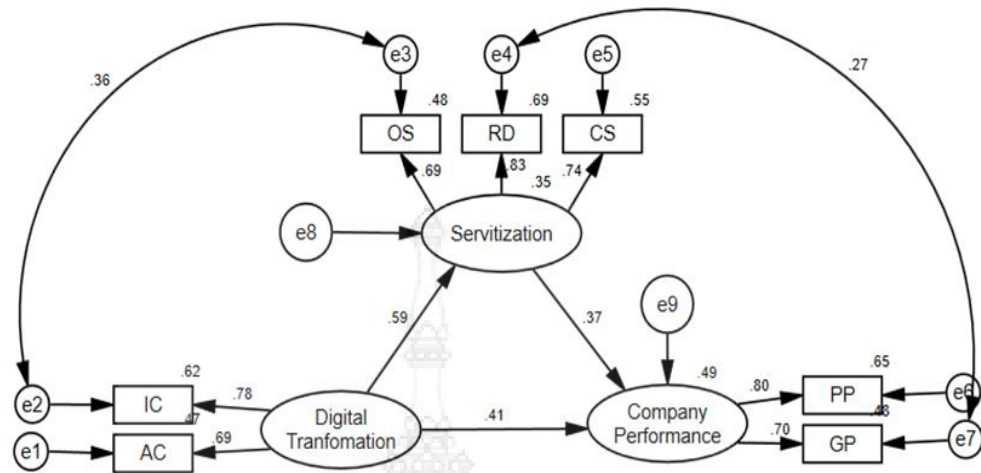 e3
e4
e5
.36
.27
.48
.69
.55
OS
RD
CS
.69
.83
.74
.35
e8
Servitization
e9
.59
.37
.62
.65
.49
e2
IC
.78
.80
PP
e6
Digital
Tranfomation
.41
Company
Performance
.47
.48
e1
AC
.69
.70
GP
e7